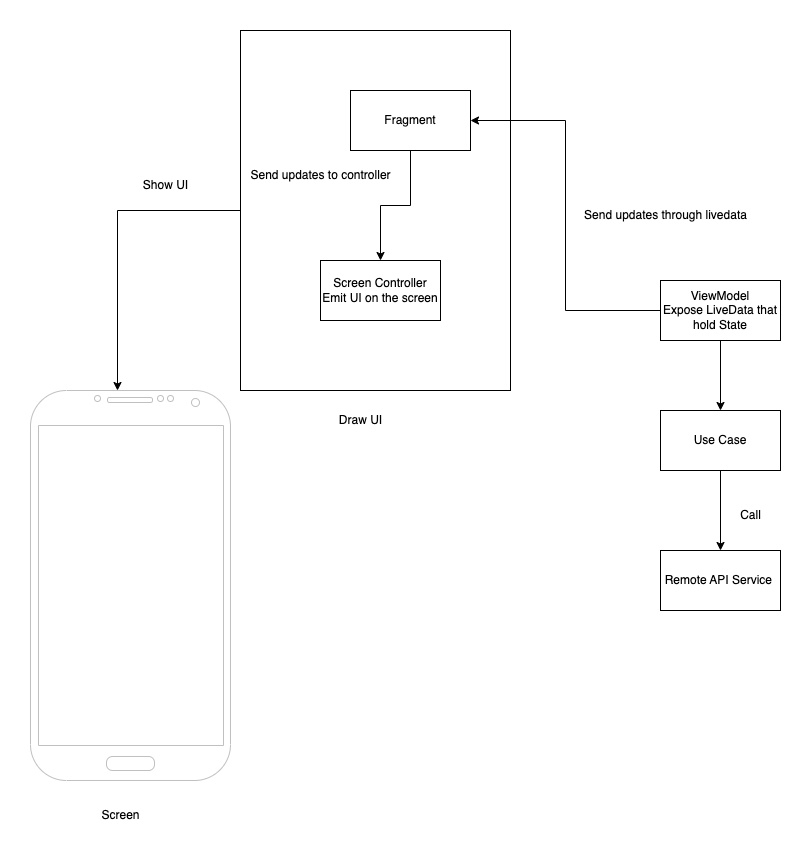 Fragment
Send updates to controller
Show UI
Send updates through livedata
Screen Controller
Emit UI on the screen
ViewModel
Expose LiveData that
hold State
Draw UI
Use Case
Call
Remote API Service
Screen